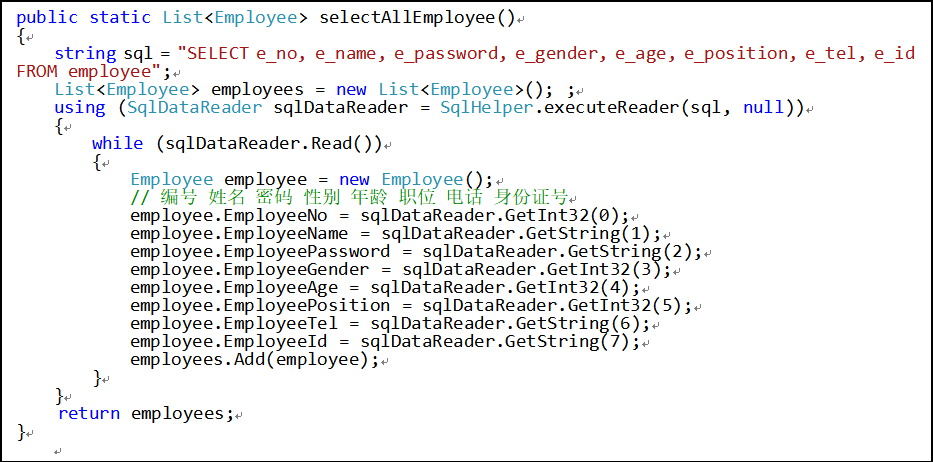 public static List<Employee> selectAllEmployee()
{
string sql = "SELECT e_no, e_name, e_password, e_gender, e_age, e_position, e_tel, e_id
FROM employee";
List<Employee> employees = new List<Employee>(); ;
using (SqlDataReader sqlDataReader = SqlHelper.executeReader(sql, null))
{
while (sqlDataReader.Read())
{
Employee employee = new Employee();
// 编号 姓名 密码 性别 年龄 职位 电话 身份证号
employee.EmployeeNo = sqlDataReader.GetInt32(0);
employee.EmployeeName = sqlDataReader.GetString(1);
employee.EmployeePassword = sqlDataReader.GetString(2);
employee.EmployeeGender = sqlDataReader.GetInt32(3);
employee.EmployeeAge = sqlDataReader.GetInt32(4);
employee.EmployeePosition = sqlDataReader.GetInt32(5);
employee.EmployeeTel = sqlDataReader.GetString(6);
employee.EmployeeId = sqlDataReader.GetString(7);
employees.Add(employee);
}
}
return employees;
}